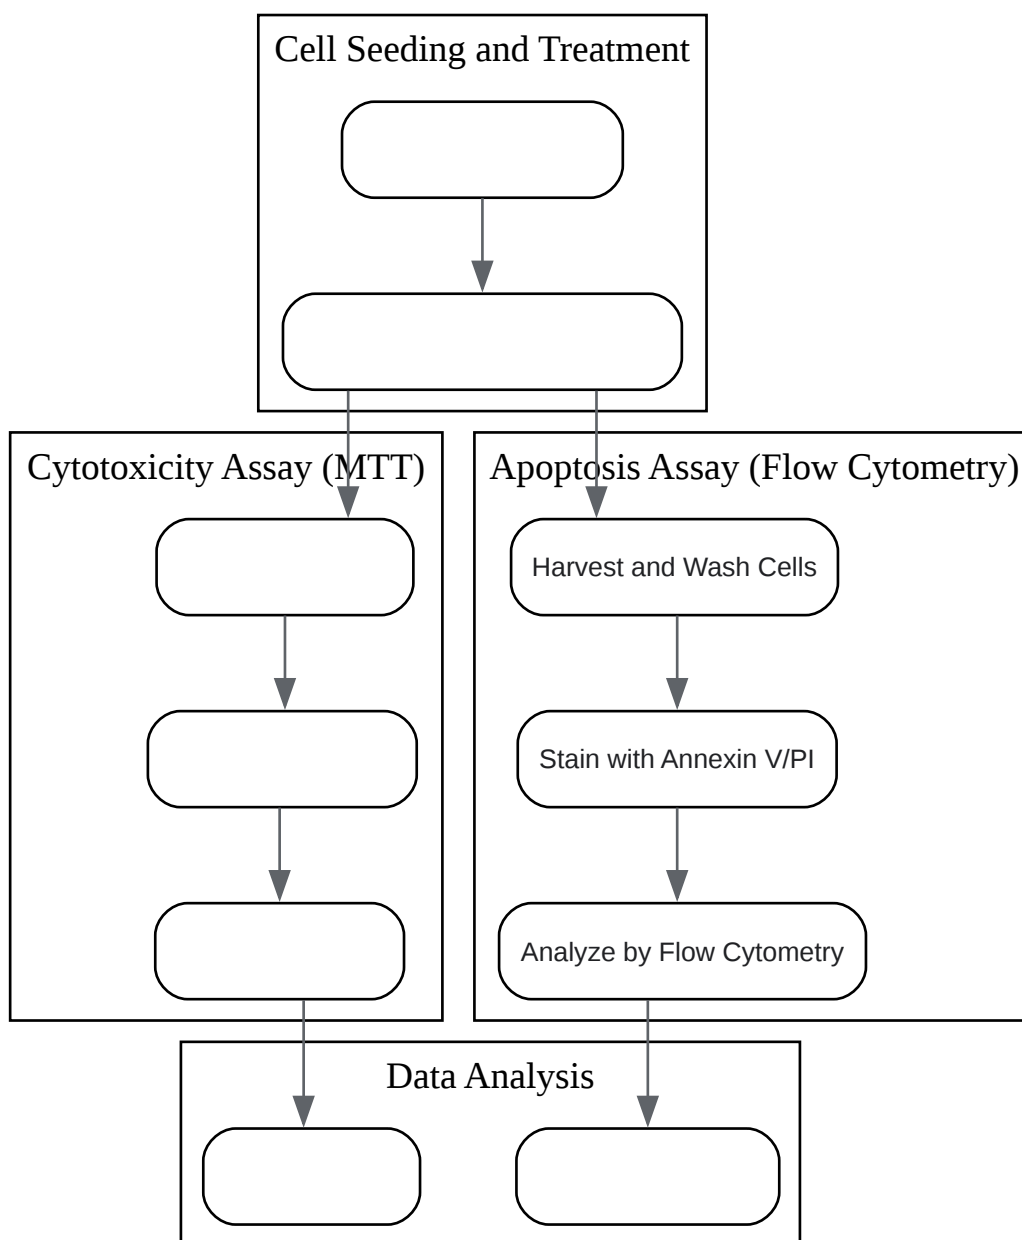 Cell Seeding and Treatment
Cytotoxicity Assay (MTT)
Apoptosis Assay (Flow Cytometry)
Harvest and Wash Cells
Stain with Annexin V/PI
Analyze by Flow Cytometry
Data Analysis